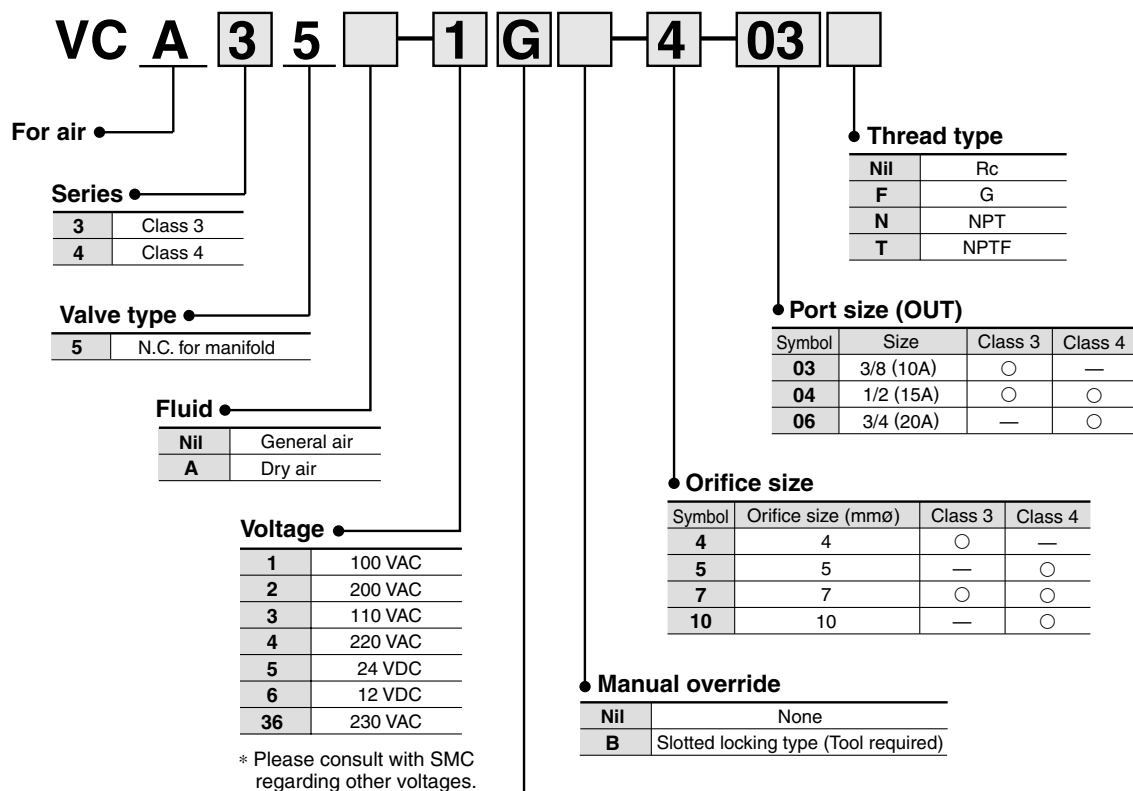 VC A 3 5 — 1 G — 4 — 03
For air
Series
3 Class 3
4 Class 4
Valve type
5 N.C. for manifold
Fluid
Nil General air
A Dry air
Voltage
1 100 VAC
2 200 VAC
3 110 VAC
4 220 VAC
5 24 VDC
6 12 VDC
36 230 VAC
* Please consult with SMC
regarding other voltages.
Thread type
Nil Rc
F G
N NPT
T NPTF
Port size (OUT)
Symbol Size Class 3 Class 4
03 3/8 (10A) ○ —
04 1/2 (15A) ○ ○
06 3/4 (20A) — ○
Orifice size
Symbol Orifice size (mmø) Class 3 Class 4
4 4 ○ —
5 5 — ○
7 7 ○ ○
10 10 — ○
Manual override
Nil None
B Slotted locking type (Tool required)